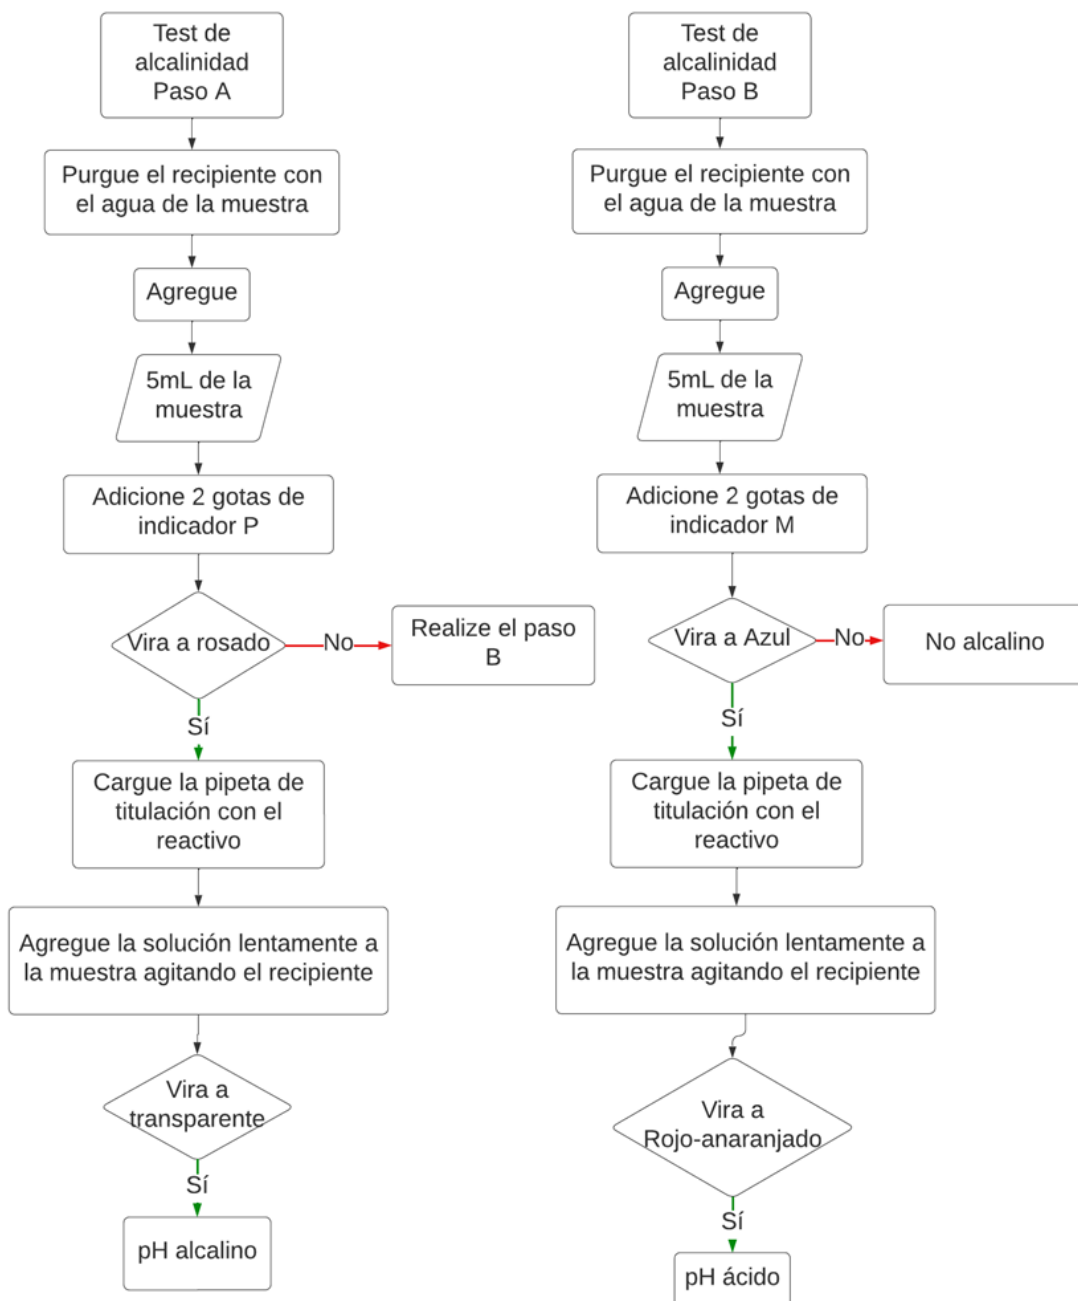 Test de
alcalinidad
Paso A
Purgue el recipiente con
el agua de la muestra
Agregue
5mL de la
muestra
Adicione 2 gotas de
indicador P
Vira a rosado
No
Realize el paso
B
Sí
Cargue la pipeta de
titulación con el
reactivo
Agregue la solución lentamente a
la muestra agitando el recipiente
Vira a
transparente
Sí
pH alcalino
Test de
alcalinidad
Paso B
Purgue el recipiente con
el agua de la muestra
Agregue
5mL de la
muestra
Adicione 2 gotas de
indicador M
Vira a Azul
No
No alcalino
Sí
Cargue la pipeta de
titulación con el
reactivo
Agregue la solución lentamente a
la muestra agitando el recipiente
Vira a
Rojo-anaranjado
Sí
pH ácido